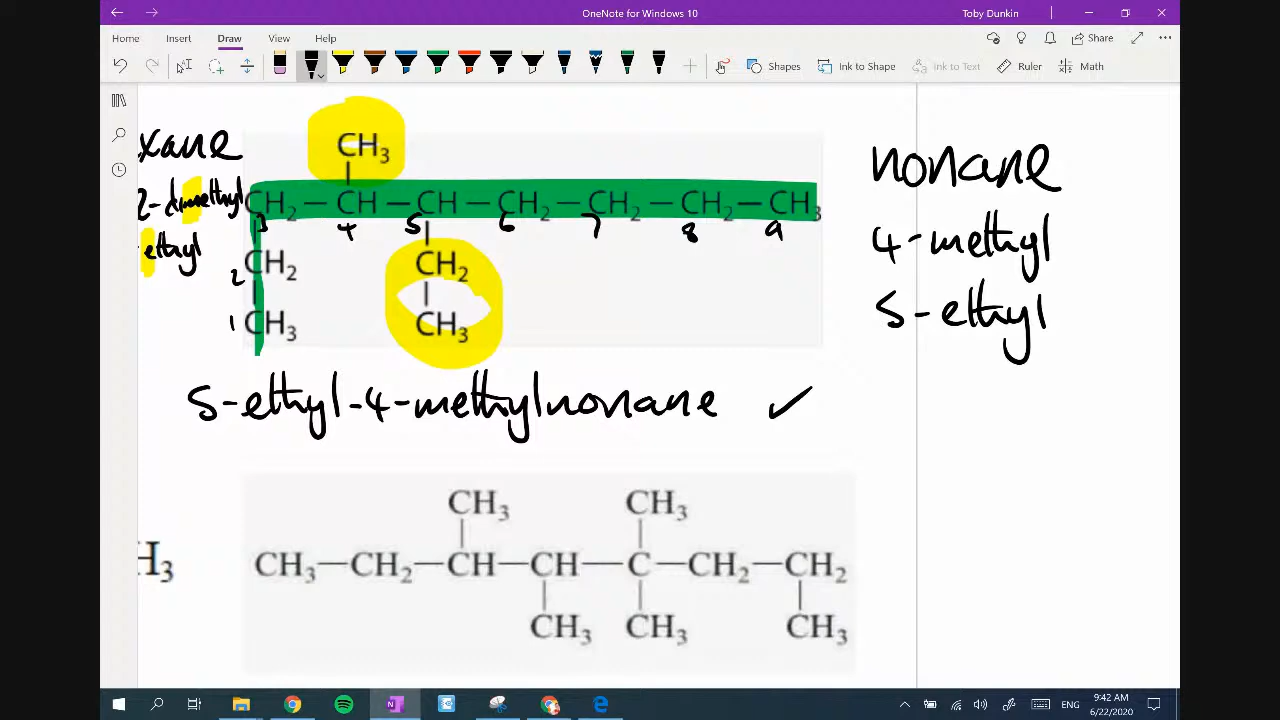 OneNote for Windows 10
Toby Dunkin
Home Insert Draw View Help
Share
Shapes Ink to Shape Ink to Text Ruler Math
xane
2-dimethyl
ethyl
CH₃
CH₂—CH—CH—CH₂—CH₂—CH₂—CH₃
3 4 5 6 7 8 9
2 CH₂ CH₂
1 CH₃ CH₃
nonane
4-methyl
5-ethyl
5-ethyl-4-methylnonane ✓
CH₃ CH₃
H₃
CH₃—CH₂—CH—CH—C—CH₂—CH₂
CH₃ CH₃ CH₃
ENG
9:42 AM
6/22/2020